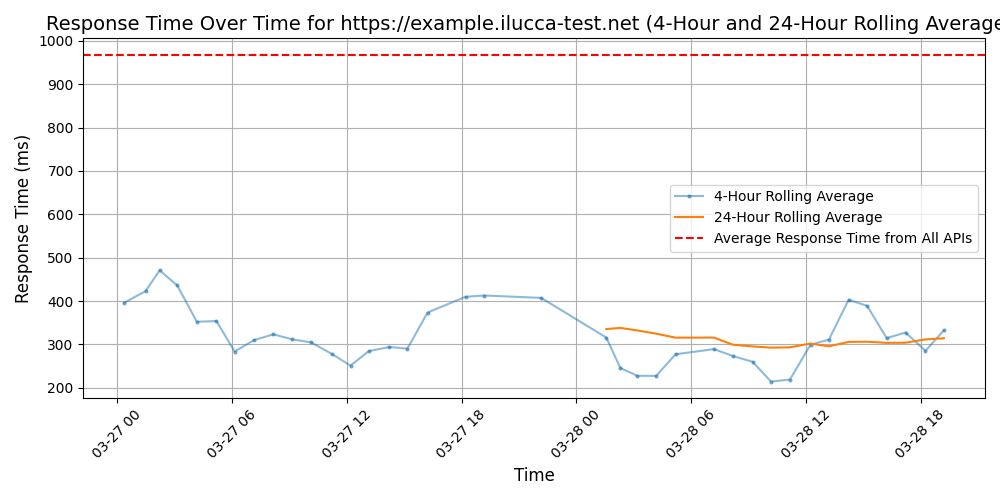 Response Time Over Time for https://example.ilucca-test.net (4-Hour and 24-Hour Rolling Average
Response Time (ms)
1000
900
800
700
600
500
400
300
200
4-Hour Rolling Average
24-Hour Rolling Average
Average Response Time from All APIs
03-27 00
03-27 06
03-27 12
03-27 18
03-28 00
03-28 06
03-28 12
03-28 18
Time